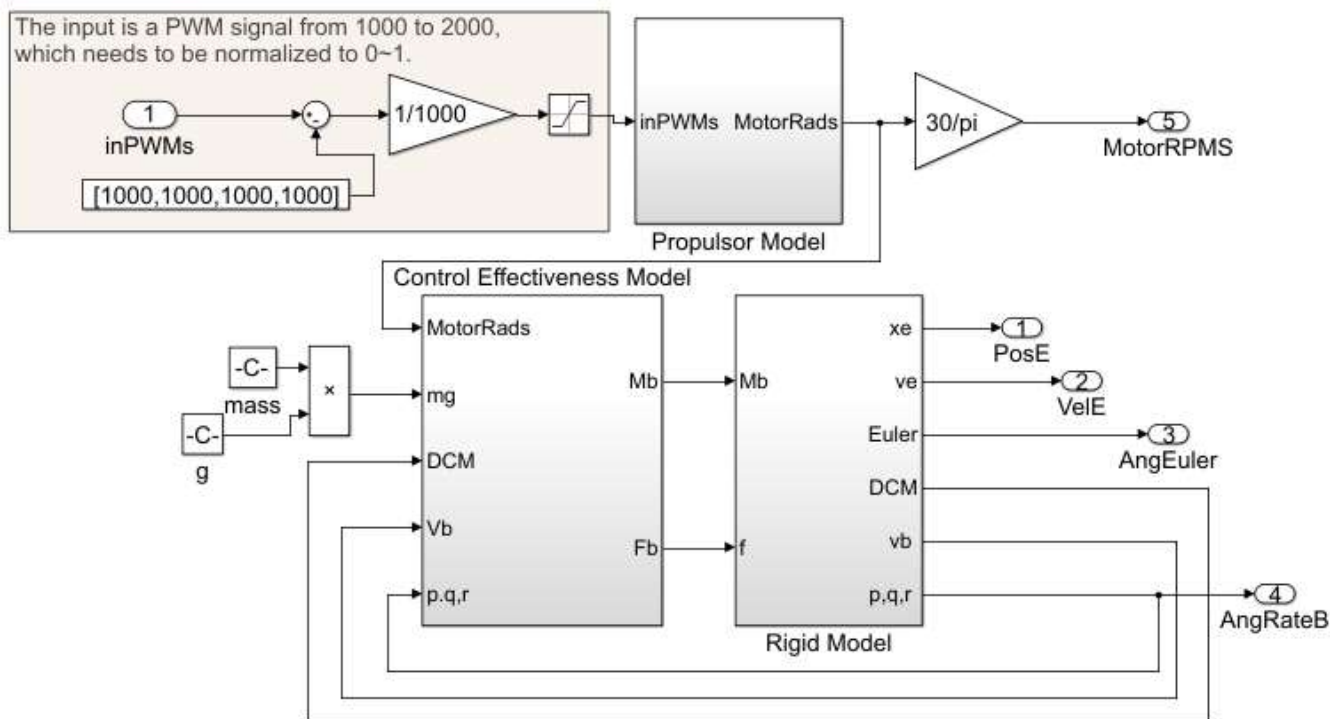 The input is a PWM signal from 1000 to 2000,
which needs to be normalized to 0~1.
1
inPWMs
+-
1/1000
[1000,1000,1000,1000]
inPWMs
MotorRads
Propulsor Model
30/pi
5
MotorRPMS
Control Effectiveness Model
MotorRads
mg
DCM
Vb
p.q,r
Mb
Fb
-C-
mass
-C-
g
×
Mb
f
xe
ve
Euler
DCM
vb
p,q,r
Rigid Model
1
PosE
2
VelE
3
AngEuler
4
AngRateB